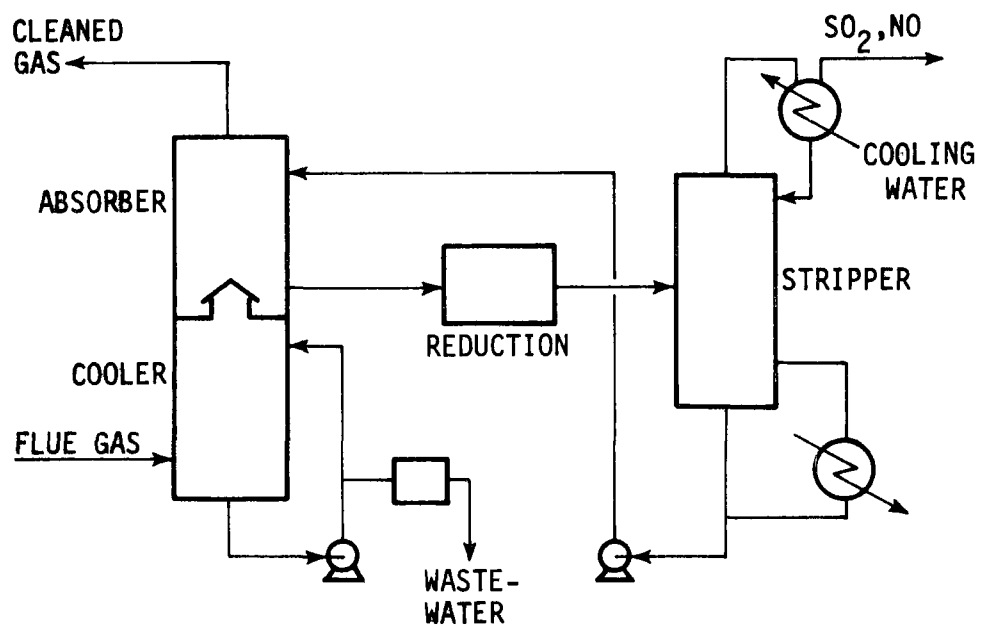 CLEANED
GAS
SO₂,NO
COOLING
WATER
ABSORBER
STRIPPER
REDUCTION
COOLER
FLUE GAS
WASTE-
WATER